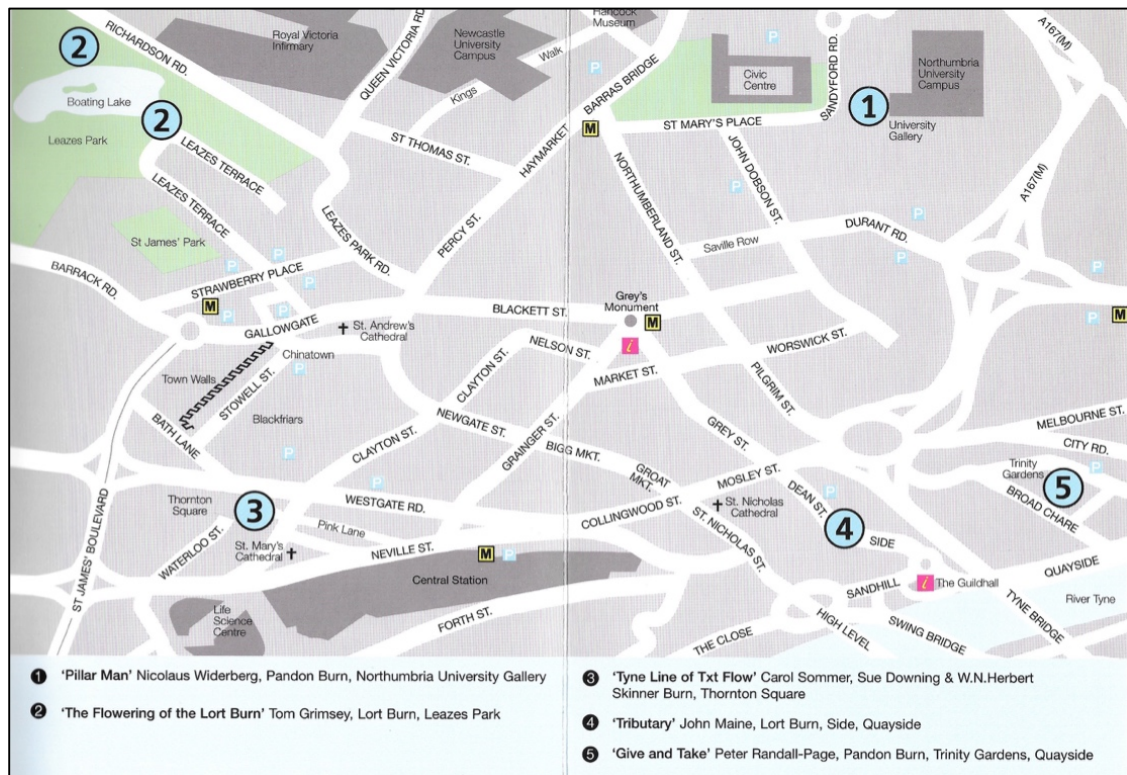 2
RICHARDSON RD.
Royal Victoria
Infirmary
QUEEN VICTORIA RD.
Newcastle
University
Campus
Hancock
Museum
Walk
Kings
BARRAS BRIDGE
P
P
Civic
Centre
SANDYFORD RD.
Northumbria
University
Campus
A167(M)
Boating Lake
2
Leazes Park
1
University
Gallery
M
ST MARY'S PLACE
ST THOMAS ST.
HAYMARKET
LEAZES TERRACE
LEAZES TERRACE
JOHN DOBSON ST.
P
NORTHUMBERLAND ST.
A167(M)
LEAZES PARK RD.
PERCY ST.
St James' Park
P
DURANT RD.
Saville Row
BARRACK RD.
STRAWBERRY PLACE
P
P
P
P
P
M
P
P
BLACKETT ST.
Grey's
Monument
M
M
P
GALLOWGATE
St. Andrew's
Cathedral
NELSON ST.
i
WORSWICK ST.
MARKET ST.
Chinatown
P
Town Walls
STOWELL ST.
CLAYTON ST.
PILGRIM ST.
Blackfriars
BATH LANE
NEWGATE ST.
GRAINGER ST.
GREY ST.
MELBOURNE ST.
CITY RD.
P
CLAYTON ST.
BIGG MKT.
GROAT
MKT.
MOSLEY ST.
Trinity
Gardens
P
5
BROAD CHARE
P
WESTGATE RD.
DEAN ST.
St. Nicholas
Cathedral
Thornton
Square
3
Pink Lane
COLLINGWOOD ST.
4
SIDE
ST JAMES' BOULEVARD
WATERLOO ST.
St. Mary's
Cathedral
NEVILLE ST.
M
P
ST. NICHOLAS ST.
QUAYSIDE
Central Station
SANDHILL
i
The Guildhall
River Tyne
TYNE BRIDGE
Life
Science
Centre
FORTH ST.
THE CLOSE
HIGH LEVEL
SWING BRIDGE
1 'Pillar Man' Nicolaus Widerberg, Pandon Burn, Northumbria University Gallery
2 'The Flowering of the Lort Burn' Tom Grimsey, Lort Burn, Leazes Park
3 'Tyne Line of Txt Flow' Carol Sommer, Sue Downing & W.N.Herbert
Skinner Burn, Thornton Square
4 'Tributary' John Maine, Lort Burn, Side, Quayside
5 'Give and Take' Peter Randall-Page, Pandon Burn, Trinity Gardens, Quayside